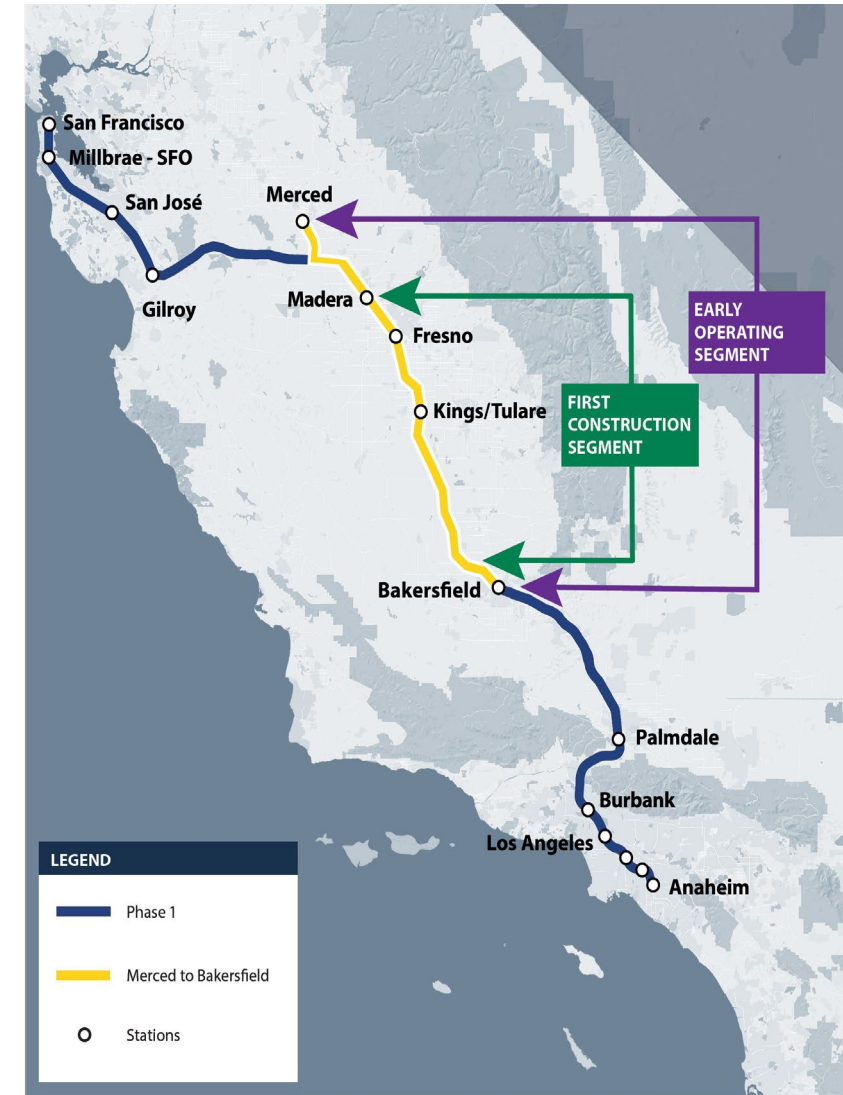 San Francisco
Millbrae - SFO
San José
Merced
Gilroy
Madera
Fresno
Kings/Tulare
EARLY
OPERATING
SEGMENT
FIRST
CONSTRUCTION
SEGMENT
Bakersfield
Palmdale
Burbank
Los Angeles
Anaheim
LEGEND
Phase 1
Merced to Bakersfield
Stations